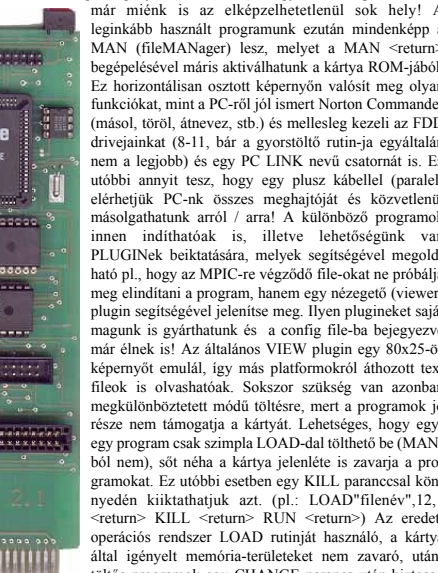 már miénk is az elképzelhetetlenül sok hely! A
leginkább használt programunk ezután mindenképp a
MAN (fileMANager) lesz, melyet a MAN <return>
begépelésével máris aktiválhatunk a kártya ROM-jából.
Ez horizontálisan osztott képernyőn valósít meg olyan
funkciókat, mint a PC-ről jól ismert Norton Commander
(másol, töröl, átnevez, stb.) és mellesleg kezeli az FDD
drivejainkat (8-11, bár a gyorstöltő rutin-ja egyáltalán
nem a legjobb) és egy PC LINK nevű csatornát is. Ez
utóbbi annyit tesz, hogy egy plusz kábellel (paralel)
elérhetjük PC-nk összes meghajtóját és közvetlenül
másolgathatunk arról / arra! A különböző programok
innen indíthatóak is, illetve lehetőségünk van
PLUGINek beiktatására, melyek segítségével megold-
ható pl., hogy az MPIC-re végződő file-okat ne próbálja
meg elindítani a program, hanem egy nézegető (viewer)
plugin segítségével jelenítse meg. Ilyen plugineket saját
magunk is gyárthatunk és a config file-ba bejegyezve
már élnek is! Az általános VIEW plugin egy 80x25-ös
képernyőt emulál, így más platformokról áthozott text
fileok is olvashatóak. Sokszor szükség van azonban
megkülönböztetett módű töltésre, mert a programok jó
része nem támogatja a kártyát. Lehetséges, hogy egy-
egy program csak szimpla LOAD-dal tölthető be (MAN-
ból nem), sőt néha a kártya jelenléte is zavarja a pro-
gramokat. Ez utóbbi esetben egy KILL paranccsal kön-
nyedén kiiktathatjuk azt. (pl.: LOAD"filenév",12,
<return> KILL <return> RUN <return>) Az eredeti
operációs rendszer LOAD rutinját használó, a kártya
által igényelt memória-területeket nem zavaró, után-
2.1